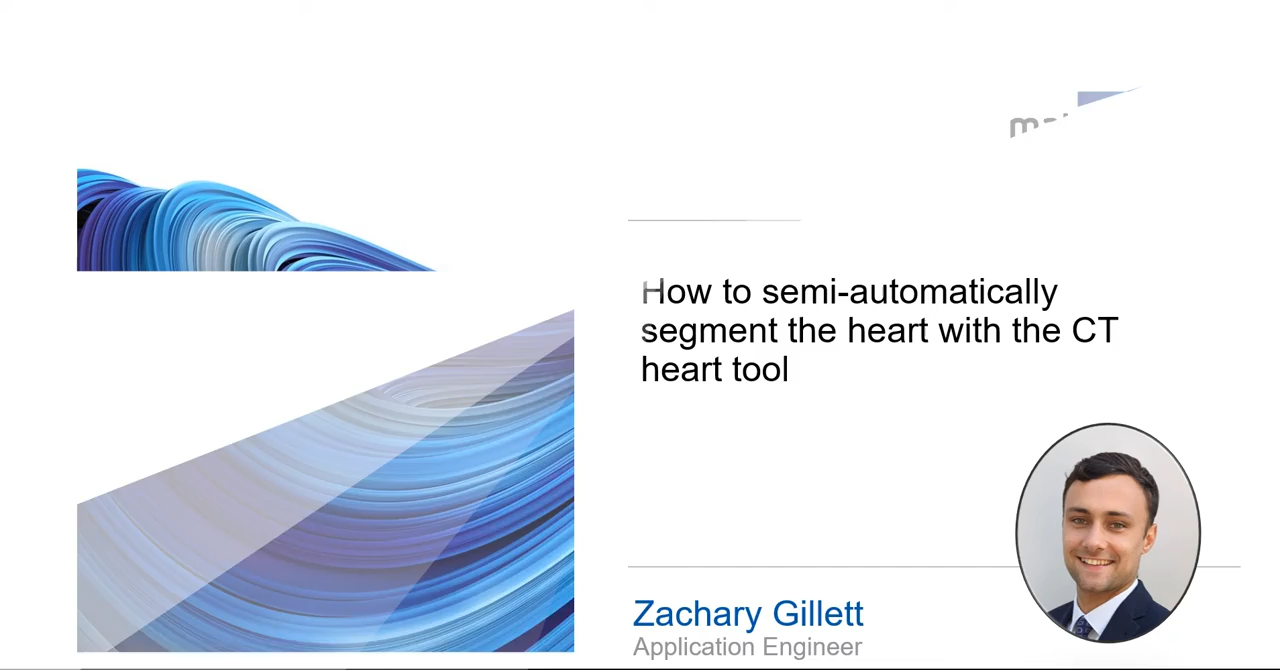 How to semi-automatically
segment the heart with the CT
heart tool
Zachary Gillett
Application Engineer